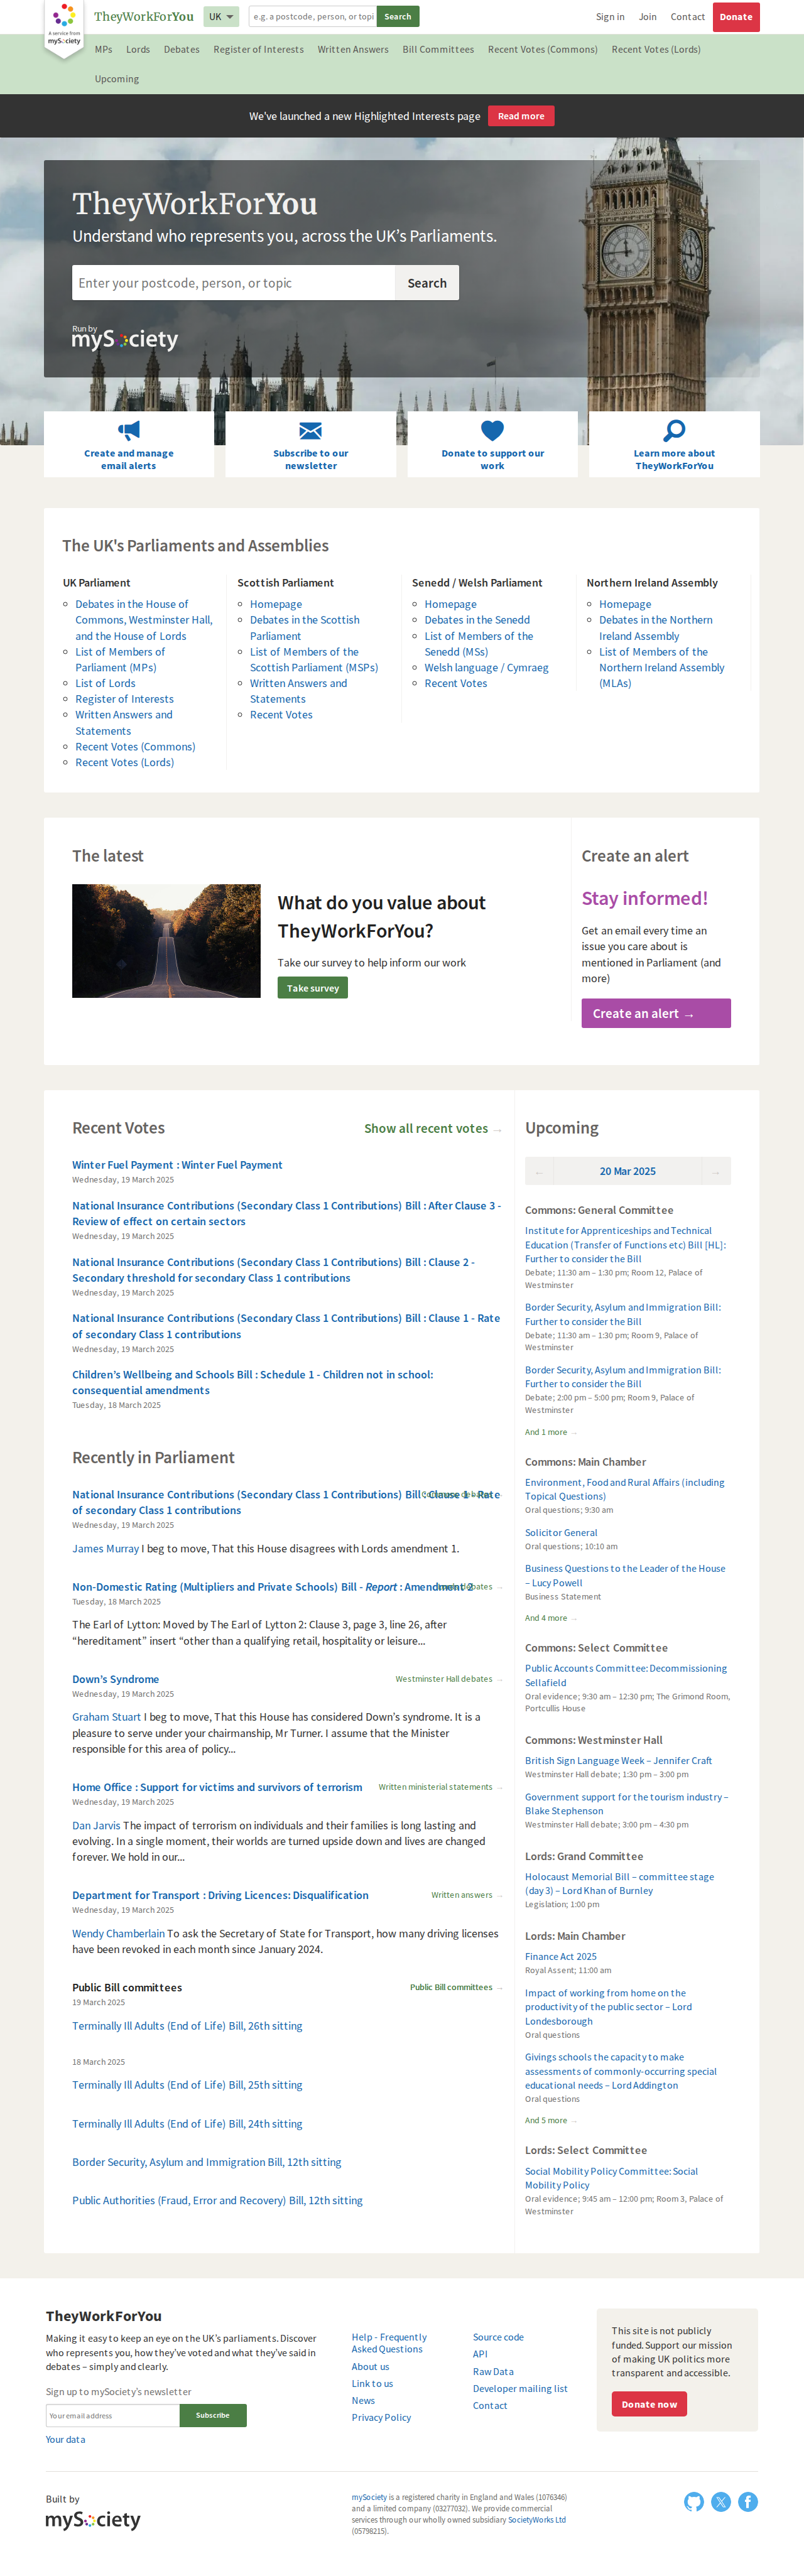 A service from
mySociety
TheyWorkForYou
UK
e.g. a postcode, person, or topi
Search
Sign in
Join
Contact
Donate
MPs
Lords
Debates
Register of Interests
Written Answers
Bill Committees
Recent Votes (Commons)
Recent Votes (Lords)
Upcoming
We've launched a new Highlighted Interests page
Read more
TheyWorkForYou
Understand who represents you, across the UK's Parliaments.
Enter your postcode, person, or topic
Search
Run by
mySociety
Create and manage
email alerts
Subscribe to our
newsletter
Donate to support our
work
Learn more about
TheyWorkForYou
The UK's Parliaments and Assemblies
UK Parliament
Debates in the House of
Commons, Westminster Hall,
and the House of Lords
List of Members of
Parliament (MPs)
List of Lords
Register of Interests
Written Answers and
Statements
Recent Votes (Commons)
Recent Votes (Lords)
Scottish Parliament
Homepage
Debates in the Scottish
Parliament
List of Members of the
Scottish Parliament (MSPs)
Written Answers and
Statements
Recent Votes
Senedd / Welsh Parliament
Homepage
Debates in the Senedd
List of Members of the
Senedd (MSs)
Welsh language / Cymraeg
Recent Votes
Northern Ireland Assembly
Homepage
Debates in the Northern
Ireland Assembly
List of Members of the
Northern Ireland Assembly
(MLAs)
The latest
What do you value about
TheyWorkForYou?
Take our survey to help inform our work
Take survey
Create an alert
Stay informed!
Get an email every time an
issue you care about is
mentioned in Parliament (and
more)
Create an alert →
Recent Votes
Show all recent votes →
Winter Fuel Payment : Winter Fuel Payment
Wednesday, 19 March 2025
National Insurance Contributions (Secondary Class 1 Contributions) Bill : After Clause 3 -
Review of effect on certain sectors
Wednesday, 19 March 2025
National Insurance Contributions (Secondary Class 1 Contributions) Bill : Clause 2 -
Secondary threshold for secondary Class 1 contributions
Wednesday, 19 March 2025
National Insurance Contributions (Secondary Class 1 Contributions) Bill : Clause 1 - Rate
of secondary Class 1 contributions
Wednesday, 19 March 2025
Children's Wellbeing and Schools Bill : Schedule 1 - Children not in school:
consequential amendments
Tuesday, 18 March 2025
Recently in Parliament
National Insurance Contributions (Secondary Class 1 Contributions) Bill : Clause 1 - Rate
of secondary Class 1 contributions
Wednesday, 19 March 2025
James Murray I beg to move, That this House disagrees with Lords amendment 1.
Non-Domestic Rating (Multipliers and Private Schools) Bill - Report : Amendment 2
debates →
Tuesday, 18 March 2025
The Earl of Lytton: Moved by The Earl of Lytton 2: Clause 3, page 3, line 26, after
“hereditament” insert “other than a qualifying retail, hospitality or leisure...
Down's Syndrome
Westminster Hall debates →
Wednesday, 19 March 2025
Graham Stuart I beg to move, That this House has considered Down's syndrome. It is a
pleasure to serve under your chairmanship, Mr Turner. I assume that the Minister
responsible for this area of policy...
Home Office : Support for victims and survivors of terrorism
Written ministerial statements →
Wednesday, 19 March 2025
Dan Jarvis The impact of terrorism on individuals and their families is long lasting and
evolving. In a single moment, their worlds are turned upside down and lives are changed
forever. We hold in our...
Department for Transport : Driving Licences: Disqualification
Written answers →
Wednesday, 19 March 2025
Wendy Chamberlain To ask the Secretary of State for Transport, how many driving licences
have been revoked in each month since January 2024.
Public Bill committees
Public Bill committees →
19 March 2025
Terminally Ill Adults (End of Life) Bill, 26th sitting
18 March 2025
Terminally Ill Adults (End of Life) Bill, 25th sitting
Terminally Ill Adults (End of Life) Bill, 24th sitting
Border Security, Asylum and Immigration Bill, 12th sitting
Public Authorities (Fraud, Error and Recovery) Bill, 12th sitting
Upcoming
← 20 Mar 2025 →
Commons: General Committee
Institute for Apprenticeships and Technical
Education (Transfer of Functions etc) Bill [HL]:
Further to consider the Bill
Debate; 11:30 am – 1:30 pm; Room 12, Palace of
Westminster
Border Security, Asylum and Immigration Bill:
Further to consider the Bill
Debate; 11:30 am – 1:30 pm; Room 9, Palace of
Westminster
Border Security, Asylum and Immigration Bill:
Further to consider the Bill
Debate; 2:00 pm – 5:00 pm; Room 9, Palace of
Westminster
And 1 more →
Commons: Main Chamber
Environment, Food and Rural Affairs (including
Topical Questions)
Oral questions; 9:30 am
Solicitor General
Oral questions; 10:10 am
Business Questions to the Leader of the House
– Lucy Powell
Business Statement
And 4 more →
Commons: Select Committee
Public Accounts Committee: Decommissioning
Sellafield
Oral evidence; 9:30 am – 12:30 pm; The Grimond Room,
Portcullis House
Commons: Westminster Hall
British Sign Language Week – Jennifer Craft
Westminster Hall debate; 1:30 pm – 3:00 pm
Government support for the tourism industry –
Blake Stephenson
Westminster Hall debate; 3:00 pm – 4:30 pm
Lords: Grand Committee
Holocaust Memorial Bill – committee stage
(day 3) – Lord Khan of Burnley
Legislation; 1:00 pm
Lords: Main Chamber
Finance Act 2025
Royal Assent; 11:00 am
Impact of working from home on the
productivity of the public sector – Lord
Londesborough
Oral questions
Givings schools the capacity to make
assessments of commonly-occurring special
educational needs – Lord Addington
Oral questions
And 5 more →
Lords: Select Committee
Social Mobility Policy Committee: Social
Mobility Policy
Oral evidence; 9:45 am – 12:00 pm; Room 3, Palace of
Westminster
TheyWorkForYou
Making it easy to keep an eye on the UK's parliaments. Discover
who represents you, how they've voted and what they've said in
debates – simply and clearly.
Sign up to mySociety's newsletter
Your email address
Subscribe
Your data
Help - Frequently
Asked Questions
About us
Link to us
News
Privacy Policy
Source code
API
Raw Data
Developer mailing list
Contact
This site is not publicly
funded. Support our mission
of making UK politics more
transparent and accessible.
Donate now
Built by
mySociety
mySociety is a registered charity in England and Wales (1076346)
and a limited company (03277032). We provide commercial
services through our wholly owned subsidiary SocietyWorks Ltd
(05798215).